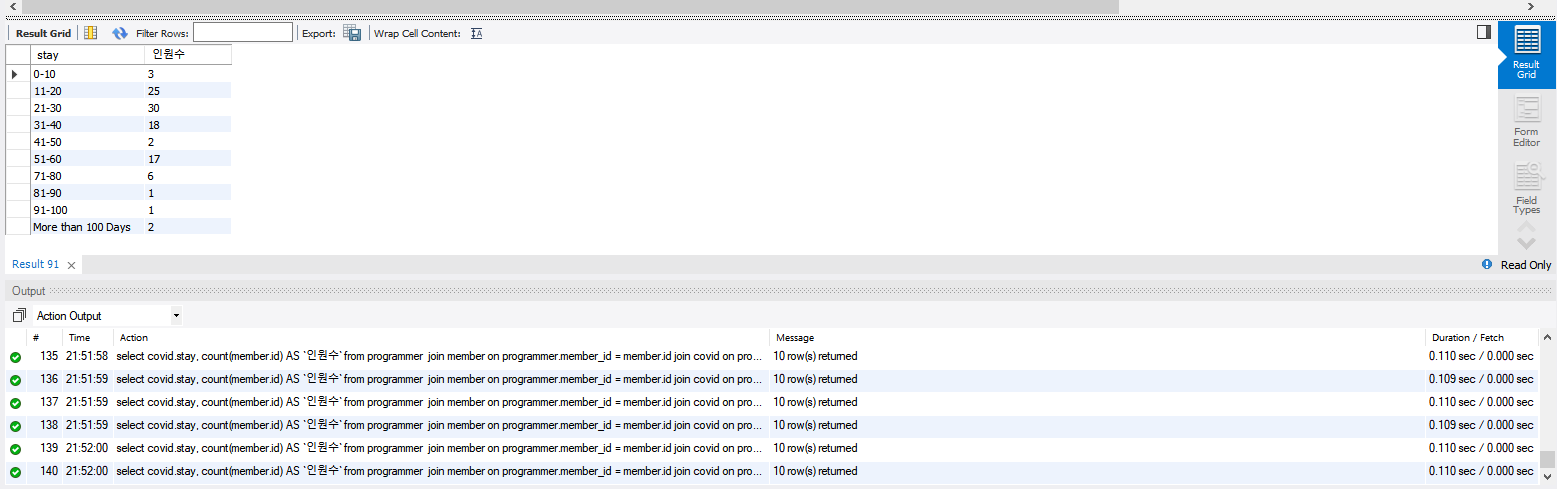 Result Grid Filter Rows: Export: Wrap Cell Content: IA
Result Grid
Form Editor
Field Types
stay 인원수
0-10 3
11-20 25
21-30 30
31-40 18
41-50 2
51-60 17
71-80 6
81-90 1
91-100 1
More than 100 Days 2
Result 91 Read Only
Output
Action Output
# Time Action Message Duration / Fetch
135 21:51:58 select covid.stay, count(member.id) AS `인원수` from programmer join member on programmer.member_id = member.id join covid on pro... 10 row(s) returned 0.110 sec / 0.000 sec
136 21:51:59 select covid.stay, count(member.id) AS `인원수` from programmer join member on programmer.member_id = member.id join covid on pro... 10 row(s) returned 0.109 sec / 0.000 sec
137 21:51:59 select covid.stay, count(member.id) AS `인원수` from programmer join member on programmer.member_id = member.id join covid on pro... 10 row(s) returned 0.110 sec / 0.000 sec
138 21:51:59 select covid.stay, count(member.id) AS `인원수` from programmer join member on programmer.member_id = member.id join covid on pro... 10 row(s) returned 0.109 sec / 0.000 sec
139 21:52:00 select covid.stay, count(member.id) AS `인원수` from programmer join member on programmer.member_id = member.id join covid on pro... 10 row(s) returned 0.110 sec / 0.000 sec
140 21:52:00 select covid.stay, count(member.id) AS `인원수` from programmer join member on programmer.member_id = member.id join covid on pro... 10 row(s) returned 0.110 sec / 0.000 sec